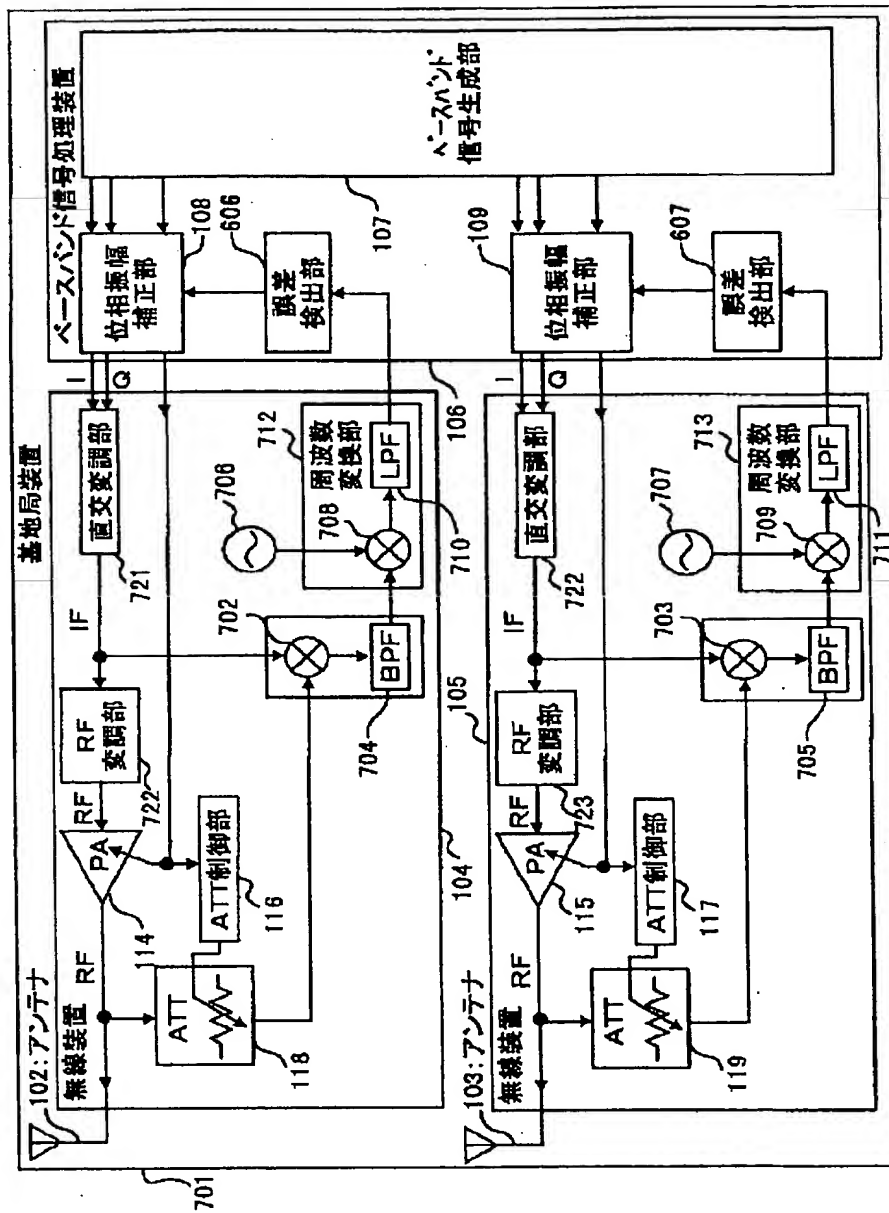 基地局装置
701
102:アンテナ
無線装置
RF
PA
114
RF
RF
変調部
722
IF
直交変調部
721
I
Q
ATT
118
ATT制御部
116
104
702
BPF
704
706
712
周波数
変換部
708
LPF
710
106
ベースバンド信号処理装置
位相振幅
補正部
108
誤差
検出部
606
107
ベースバンド
信号生成部
103:アンテナ
無線装置
RF
PA
115
RF
RF
変調部
723
105
IF
直交変調部
722
I
Q
ATT
119
ATT制御部
117
703
BPF
705
707
713
周波数
変換部
709
LPF
711
位相振幅
補正部
109
誤差
検出部
607